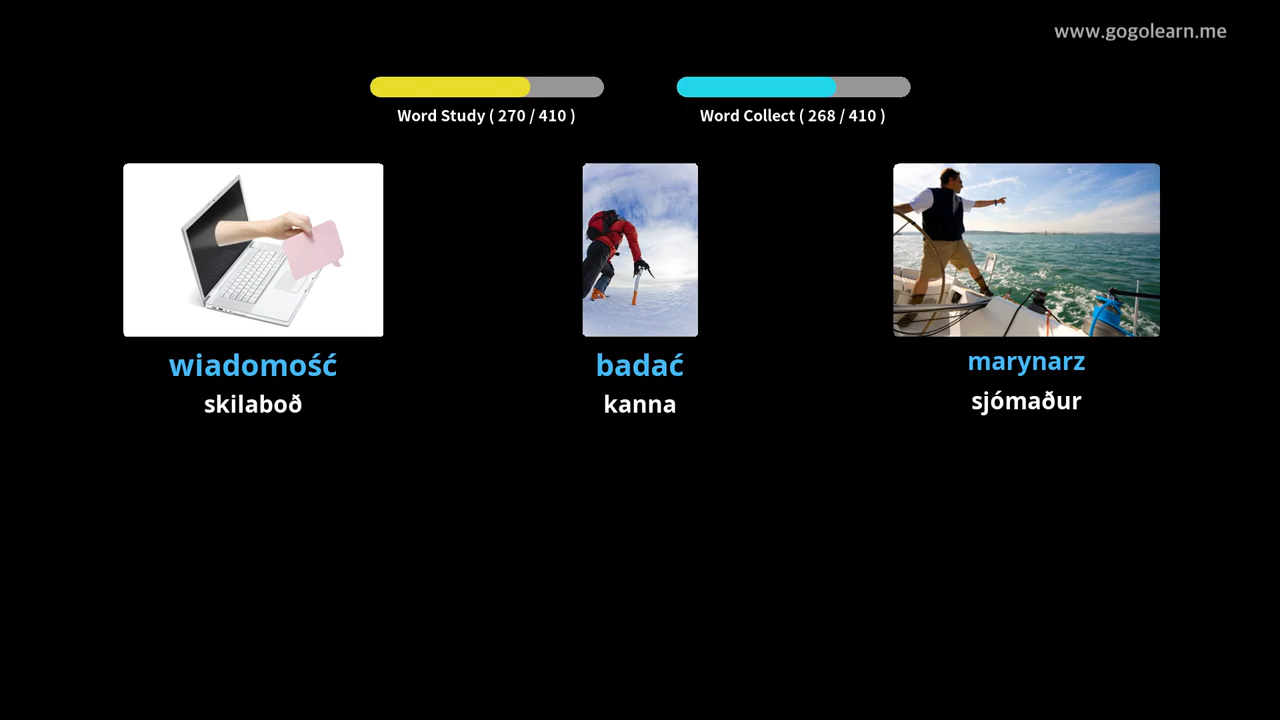 www.gogolearn.me
Word Study ( 270 / 410 )
Word Collect ( 268 / 410 )
wiadomość
skilaboð
badać
kanna
marynarz
sjómaður